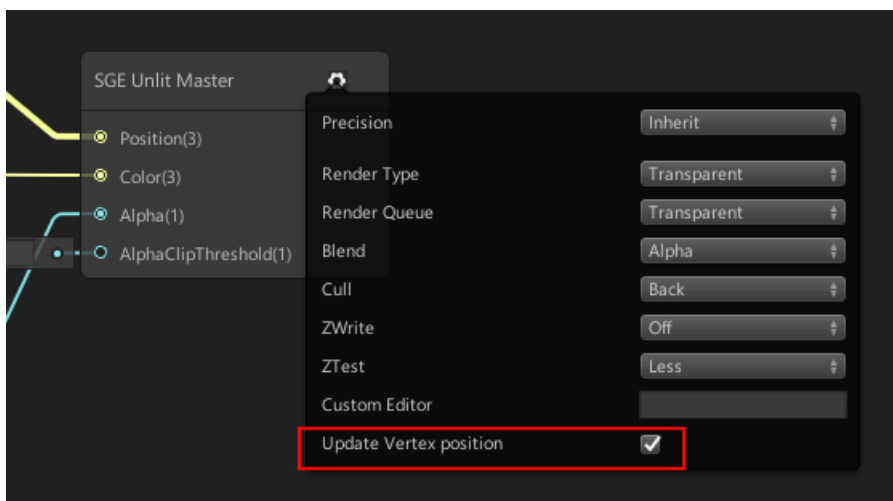 SGE Unlit Master
Position(3)
Color(3)
Alpha(1)
AlphaClipThreshold(1)
Precision Inherit
Render Type Transparent
Render Queue Transparent
Blend Alpha
Cull Back
ZWrite Off
ZTest Less
Custom Editor
Update Vertex position